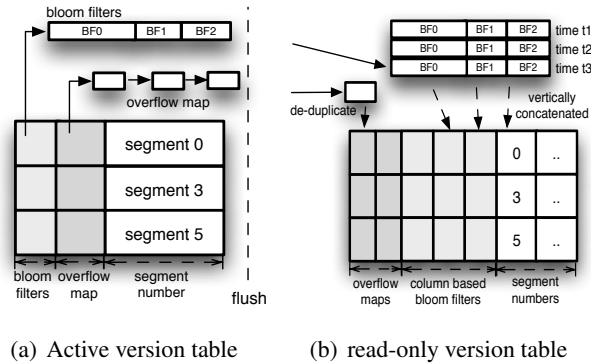 bloom filters
BF0 BF1 BF2
overflow map
segment 0
segment 3
segment 5
bloom filters
overflow map
segment number
flush
(a) Active version table
BF0 BF1 BF2 time t1
BF0 BF1 BF2 time t2
BF0 BF1 BF2 time t3
de-duplicate
vertically concatenated
0 ..
3 ..
5 ..
overflow maps
column based bloom filters
segment numbers
(b) read-only version table